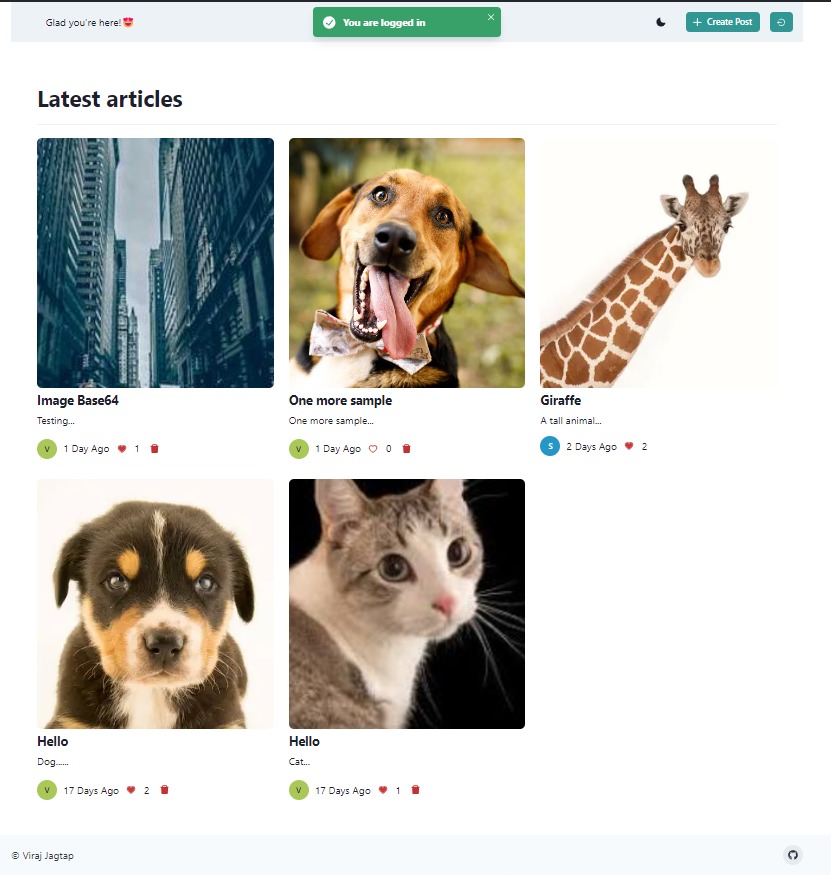 Glad you're here!😍
You are logged in
Create Post
Latest articles
Image Base64
Testing...
V 1 Day Ago 1
One more sample
One more sample...
V 1 Day Ago 0
Giraffe
A tall animal...
S 2 Days Ago 2
Hello
Dog......
V 17 Days Ago 2
Hello
Cat...
V 17 Days Ago 1
© Viraj Jagtap